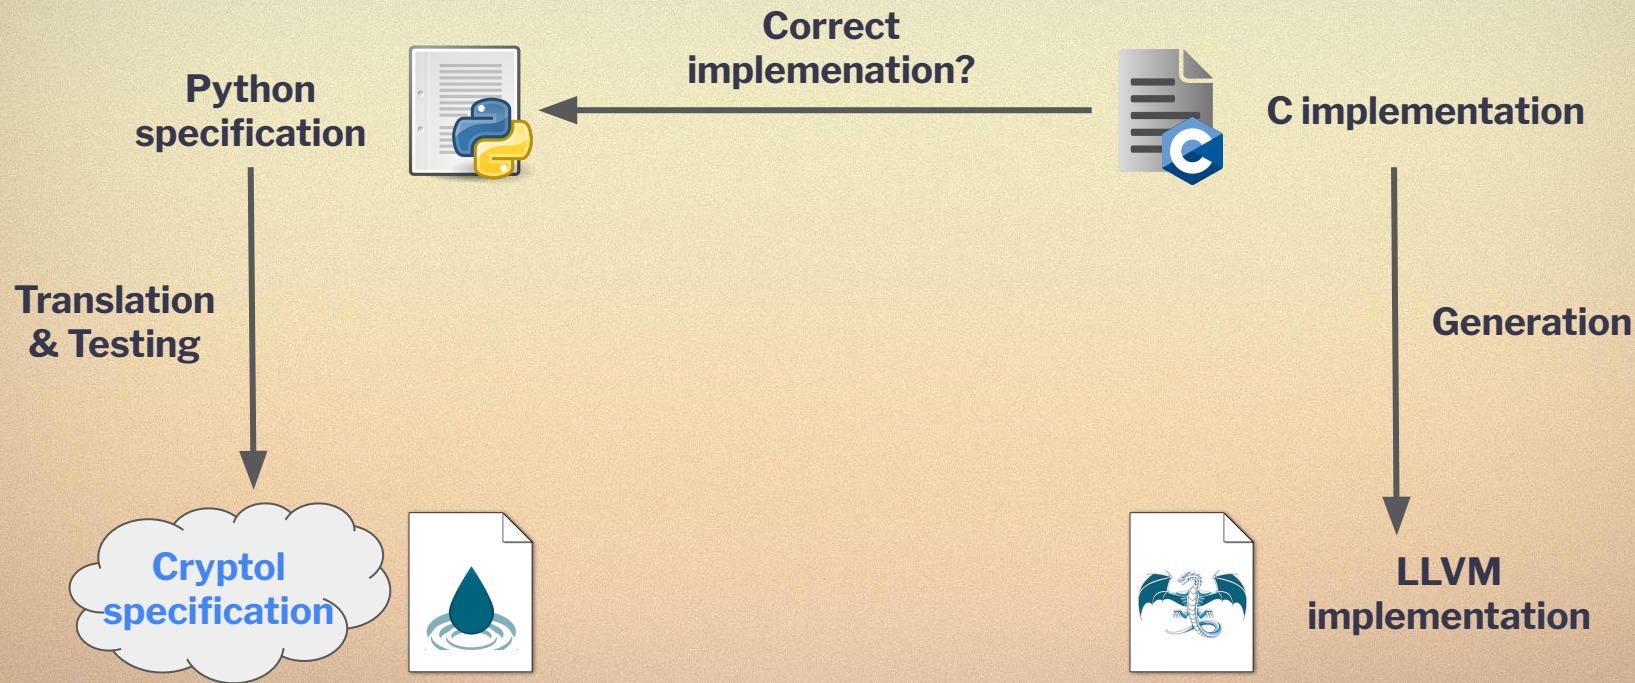 Correct
implemenation?
Python
specification
C implementation
C
Translation
& Testing
Generation
Cryptol
specification
LLVM
implementation